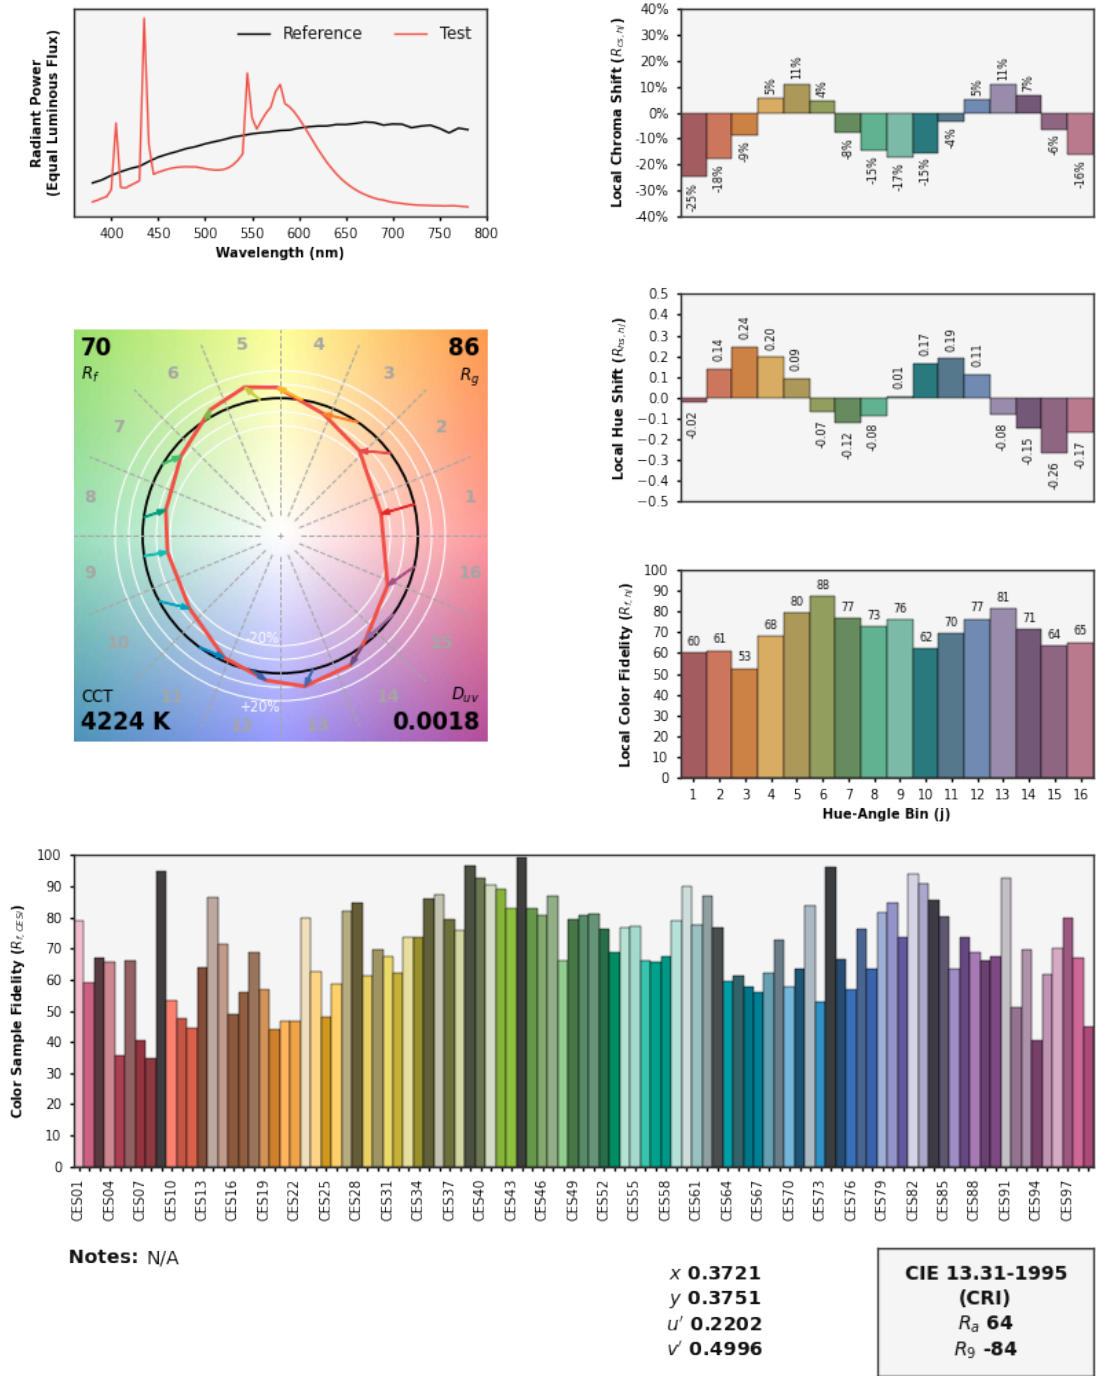 Reference
Test
Radiant Power
(Equal Luminous Flux)
400 450 500 550 600 650 700 750 800
Wavelength (nm)
Local Chroma Shift (Rcs,hj)
40%
30%
20%
10%
0%
-10%
-20%
-30%
-40%
-25% -18% -9% 5% 11% 4% -8% -15% -17% -15% -4% 5% 11% 7% -6% -16%
Local Hue Shift (Rhs,hj)
0.5
0.4
0.3
0.2
0.1
0.0
−0.1
−0.2
−0.3
−0.4
−0.5
-0.02 0.14 0.24 0.20 0.09 -0.07 -0.12 -0.08 0.01 0.17 0.19 0.11 -0.08 -0.15 -0.26 -0.17
70
Rf
86
Rg
1 2 3 4 5 6 7 8 9 10 11 12 13 14 15 16
-20%
+20%
CCT
4224 K
Duv
0.0018
Local Color Fidelity (Rf,hj)
100
90
80
70
60
50
40
30
20
10
0
60 61 53 68 80 88 77 73 76 62 70 77 81 71 64 65
1 2 3 4 5 6 7 8 9 10 11 12 13 14 15 16
Hue-Angle Bin (j)
Color Sample Fidelity (Rf,CESi)
100
90
80
70
60
50
40
30
20
10
0
CES01 CES04 CES07 CES10 CES13 CES16 CES19 CES22 CES25 CES28 CES31 CES34 CES37 CES40 CES43 CES46 CES49 CES52 CES55 CES58 CES61 CES64 CES67 CES70 CES73 CES76 CES79 CES82 CES85 CES88 CES91 CES94 CES97
Notes: N/A
x 0.3721
y 0.3751
u' 0.2202
v' 0.4996
CIE 13.31-1995
(CRI)
Ra 64
R9 -84